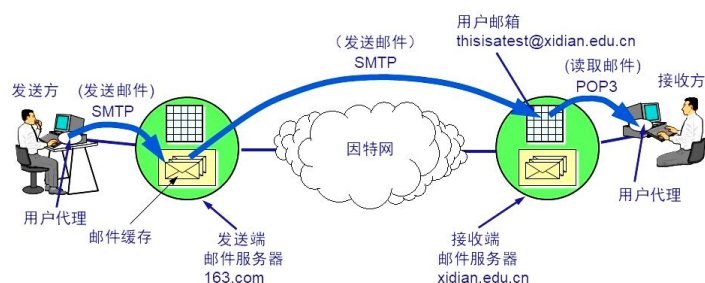 用户邮箱
thisisatest@xidian.edu.cn
（发送邮件）
SMTP
发送方
(发送邮件)
SMTP
(读取邮件)
POP3
接收方
因特网
用户代理
邮件缓存
发送端
邮件服务器
163.com
接收端
邮件服务器
xidian.edu.cn
用户代理